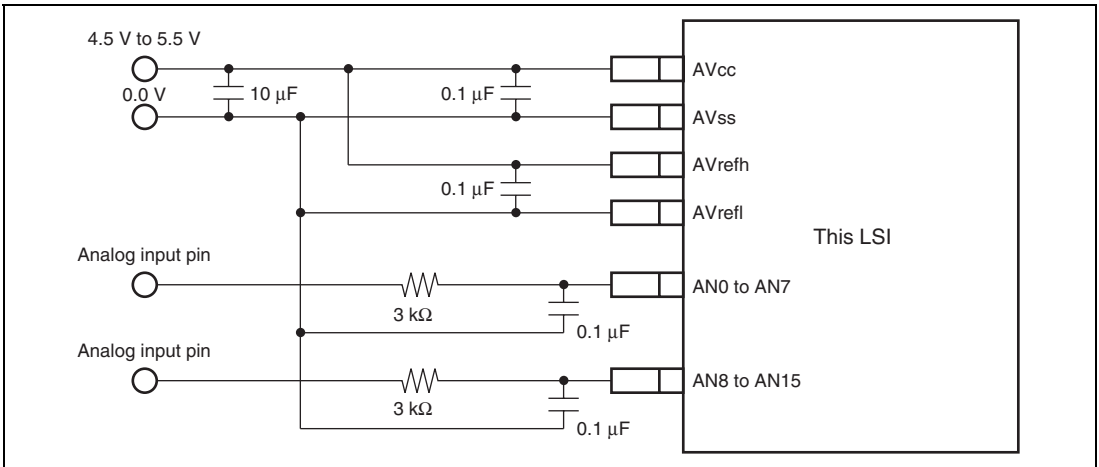 4.5 V to 5.5 V
0.0 V
10 μF
0.1 μF
AVcc
AVss
0.1 μF
AVrefh
AVrefl
This LSI
Analog input pin
3 kΩ
0.1 μF
AN0 to AN7
Analog input pin
3 kΩ
0.1 μF
AN8 to AN15